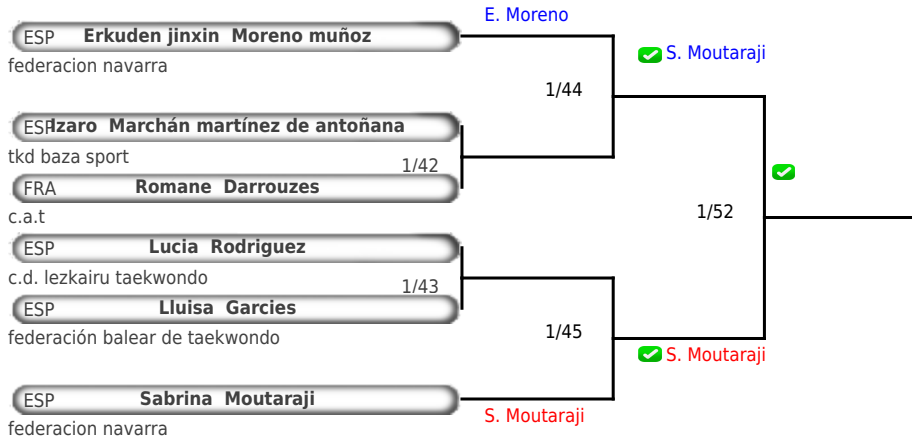 E. Moreno
ESP Erkuden jinxin Moreno muñoz
federacion navarra
S. Moutaraji
1/44
ESP Izaro Marchán martínez de antoñana
tkd baza sport
1/42
FRA Romane Darrouzes
c.a.t
1/52
ESP Lucia Rodriguez
c.d. lezkairu taekwondo
1/43
ESP Lluisa Garcies
federación balear de taekwondo
1/45
S. Moutaraji
ESP Sabrina Moutaraji
S. Moutaraji
federacion navarra